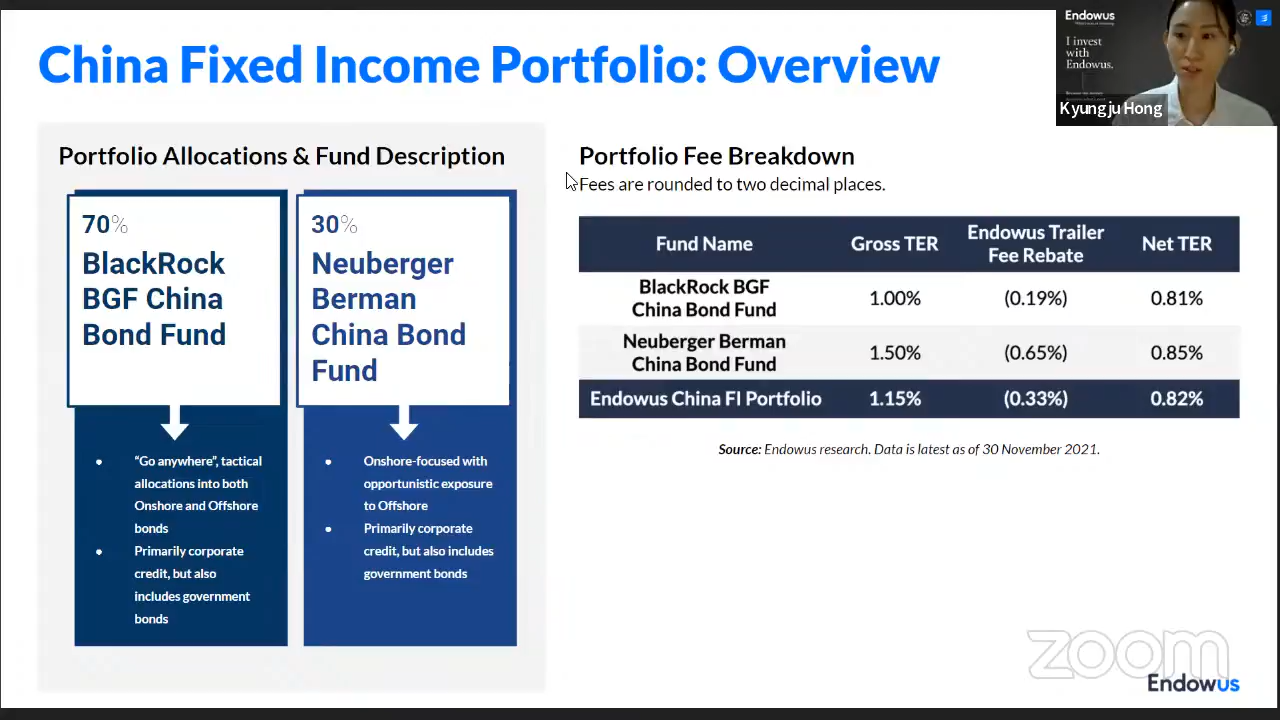 China Fixed Income Portfolio: Overview
Endowus
I invest
with
Endowus.
Kyungju Hong
Portfolio Allocations & Fund Description
70%
BlackRock
BGF China
Bond Fund
“Go anywhere”, tactical
allocations into both
Onshore and Offshore
bonds
Primarily corporate
credit, but also
includes government
bonds
30%
Neuberger
Berman
China Bond
Fund
Onshore-focused with
opportunistic exposure
to Offshore
Primarily corporate
credit, but also includes
government bonds
Portfolio Fee Breakdown
Fees are rounded to two decimal places.
Fund Name Gross TER Endowus Trailer Fee Rebate Net TER
BlackRock BGF China Bond Fund 1.00% (0.19%) 0.81%
Neuberger Berman China Bond Fund 1.50% (0.65%) 0.85%
Endowus China FI Portfolio 1.15% (0.33%) 0.82%
Source: Endowus research. Data is latest as of 30 November 2021.
zoom
Endowus